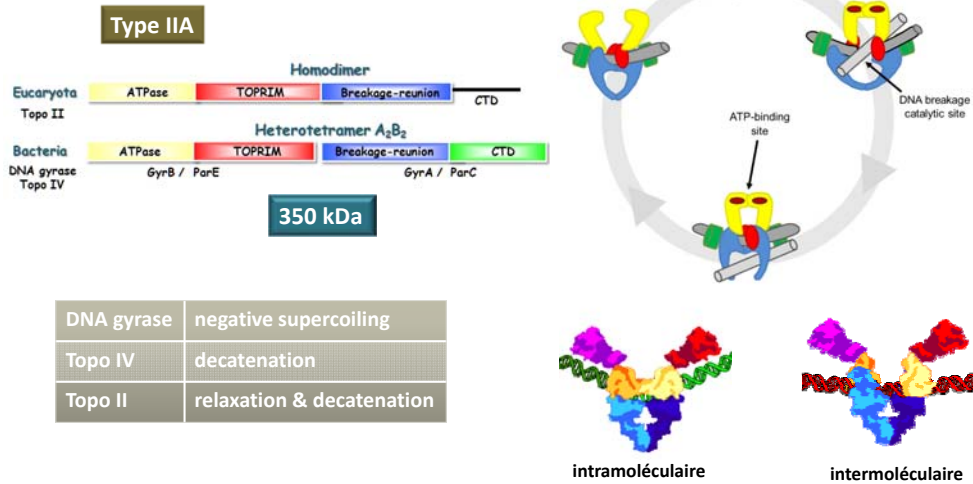 Type IIA
Homodimer
Eucaryota
Topo II
ATPase TOPRIM Breakage-reunion
CTD
Heterotetramer A₂B₂
Bacteria
DNA gyrase
Topo IV
ATPase TOPRIM Breakage-reunion CTD
GyrB / ParE GyrA / ParC
350 kDa
DNA breakage
catalytic site
ATP-binding
site
DNA gyrase negative supercoiling
Topo IV decatenation
Topo II relaxation & decatenation
intramoléculaire
intermoléculaire